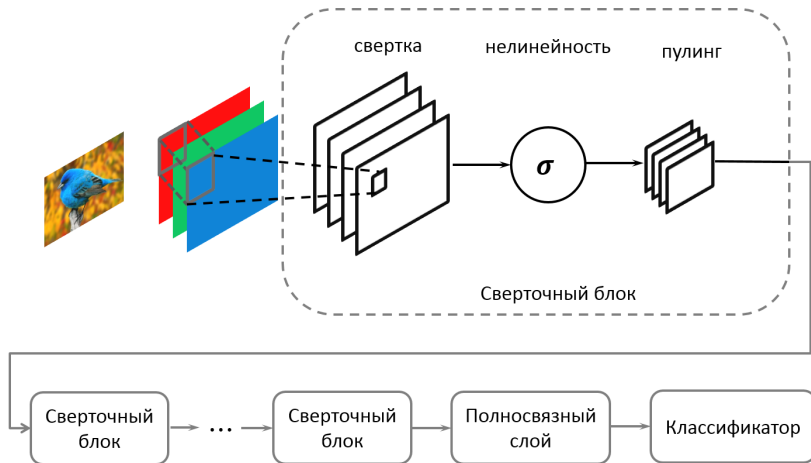 свертка нелинейность пулинг
σ
Сверточный блок
Сверточный
блок
...
Сверточный
блок
Полносвязный
слой
Классификатор